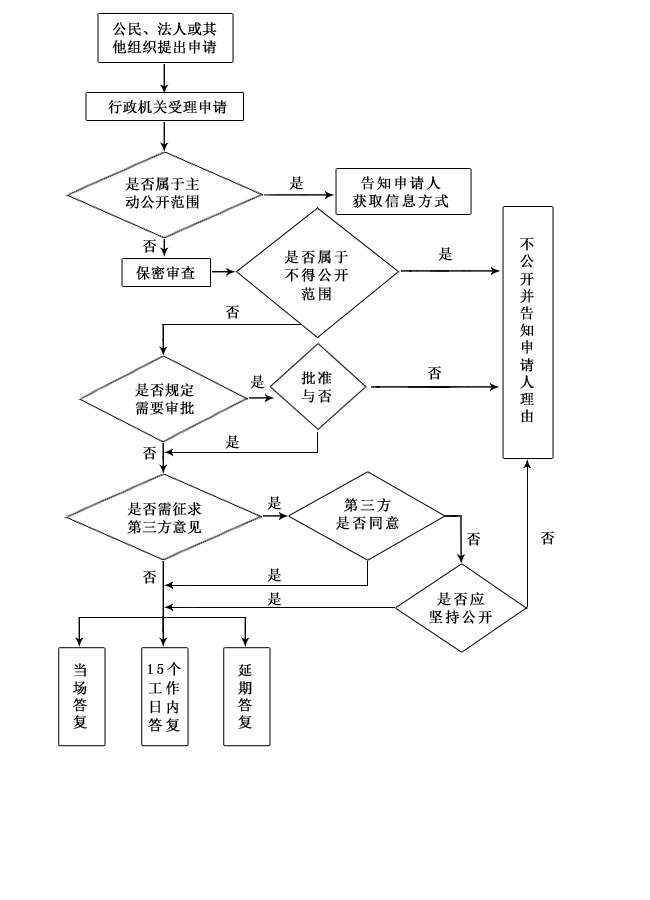 公民、法人或其
他组织提出申请
行政机关受理申请
是否属于主
动公开范围
是
告知申请人
获取信息方式
否
保密审查
是否属于
不得公开
范围
是
不公开并告知申请人理由
否
是否规定
需要审批
是
批准
与否
否
是
否
是否需征求
第三方意见
是
第三方
是否同意
否
否
是
否
是
是否应
坚持公开
当场答复
15个
工作
日内
答复
延期答复